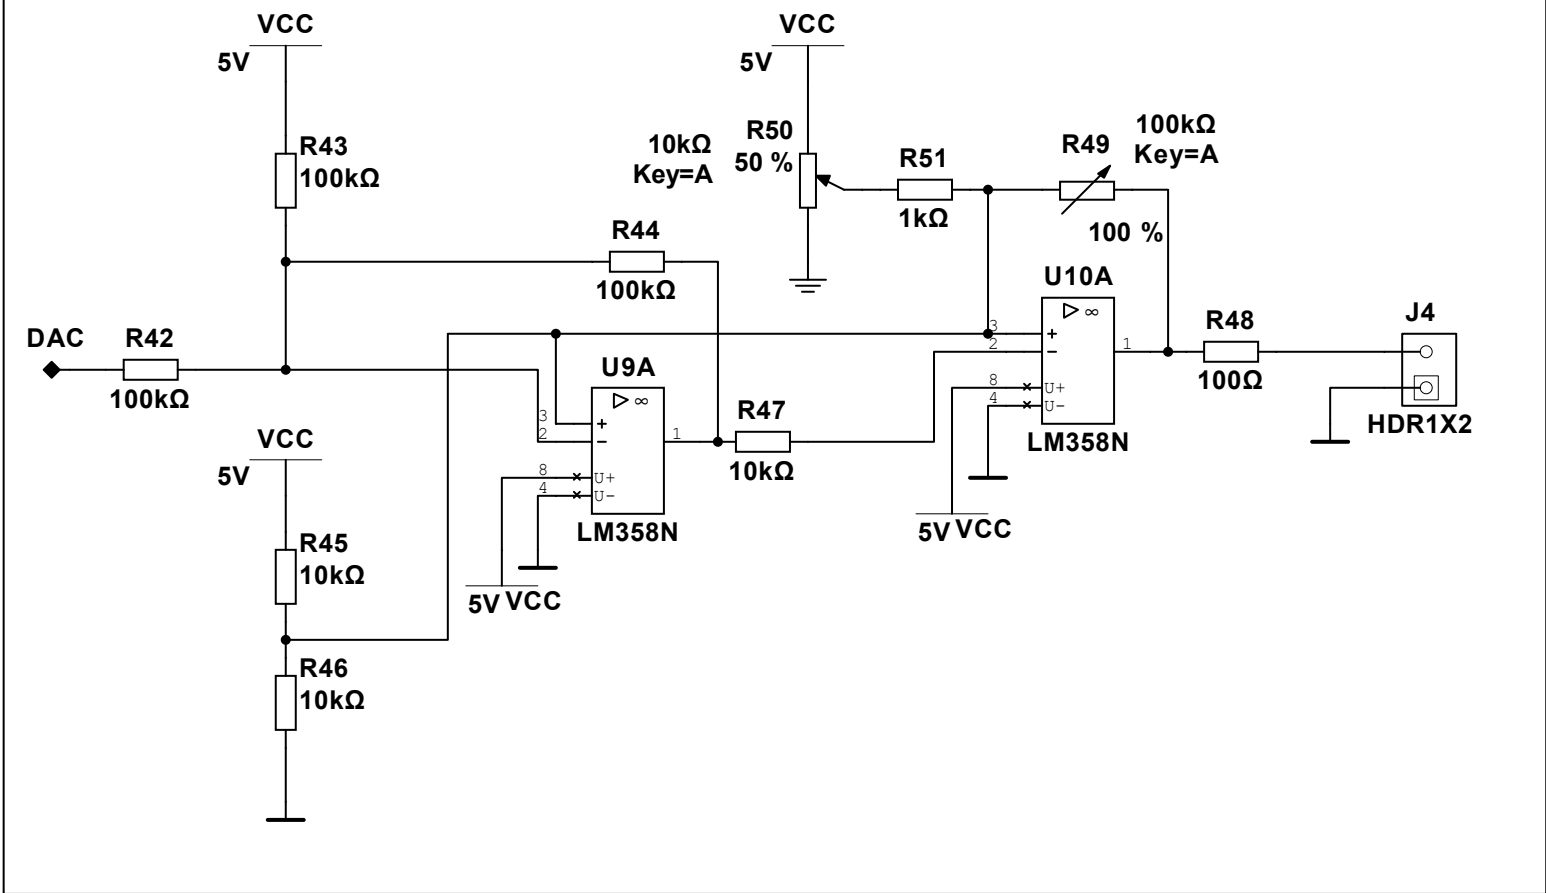 VCC
5V
R43
100kΩ
VCC
5V
10kΩ
Key=A
R50
50 %
R51
1kΩ
R49
100kΩ
Key=A
100 %
R44
100kΩ
DAC
R42
100kΩ
U9A
3
2
+
−
∞
1
8
4
U+
U−
LM358N
5V VCC
R47
10kΩ
U10A
3
2
+
−
∞
1
8
4
U+
U−
LM358N
5V VCC
R48
100Ω
J4
HDR1X2
VCC
5V
R45
10kΩ
R46
10kΩ